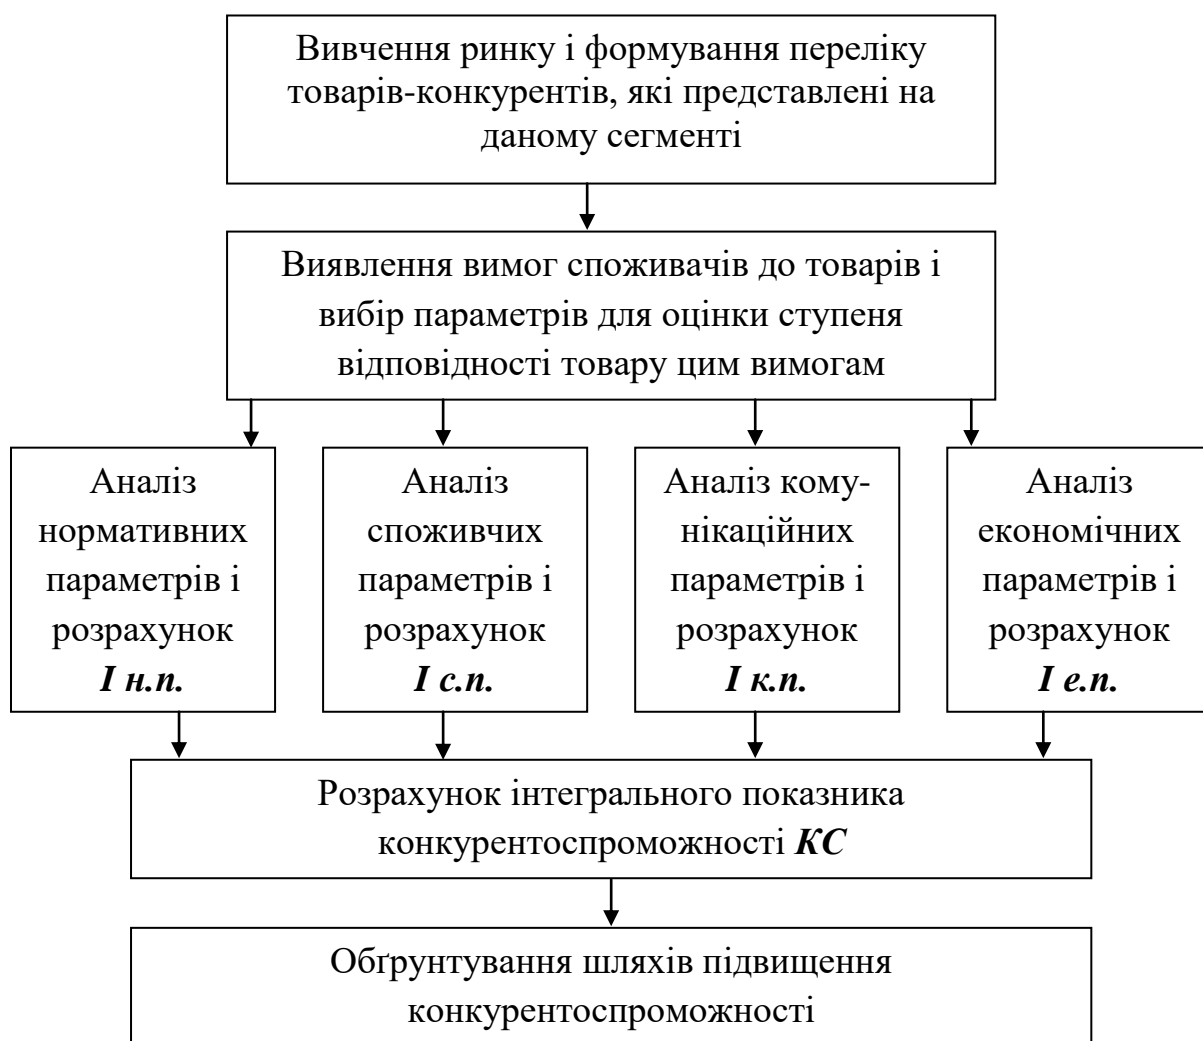 Вивчення ринку і формування переліку
товарів-конкурентів, які представлені на
даному сегменті
Виявлення вимог споживачів до товарів і
вибір параметрів для оцінки ступеня
відповідності товару цим вимогам
Аналіз
нормативних
параметрів і
розрахунок
І н.п.
Аналіз
споживчих
параметрів і
розрахунок
І с.п.
Аналіз кому-
нікаційних
параметрів і
розрахунок
І к.п.
Аналіз
економічних
параметрів і
розрахунок
І е.п.
Розрахунок інтегрального показника
конкурентоспроможності КС
Обґрунтування шляхів підвищення
конкурентоспроможності